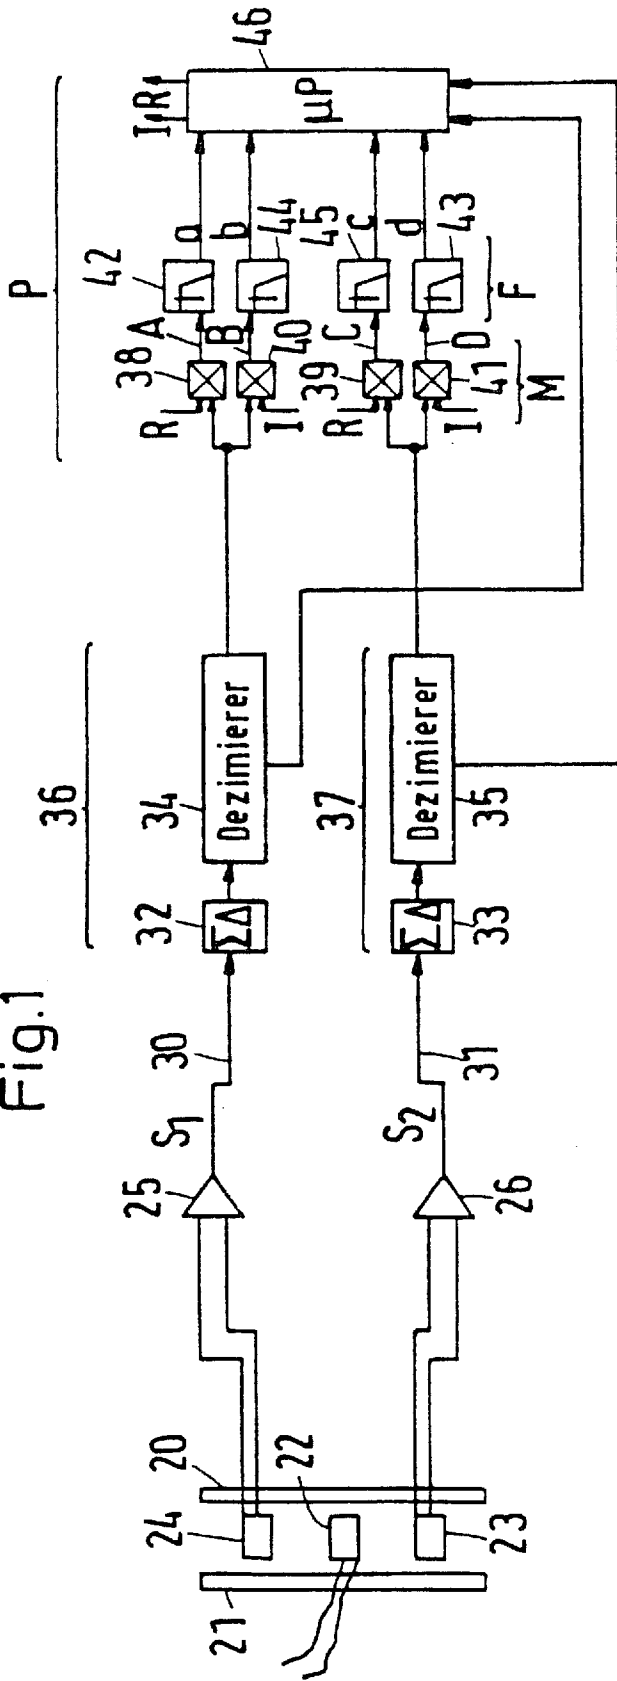 Fig.1
36
P
32
34
38
42
A
a
I
R
46
µP
S1
30
25
ΣΔ
Dezimierer
R
B
b
I
40
44
24
20
22
21
23
S2
31
26
37
ΣΔ
33
Dezimierer
35
R
39
C
45
c
I
41
D
43
d
M
F